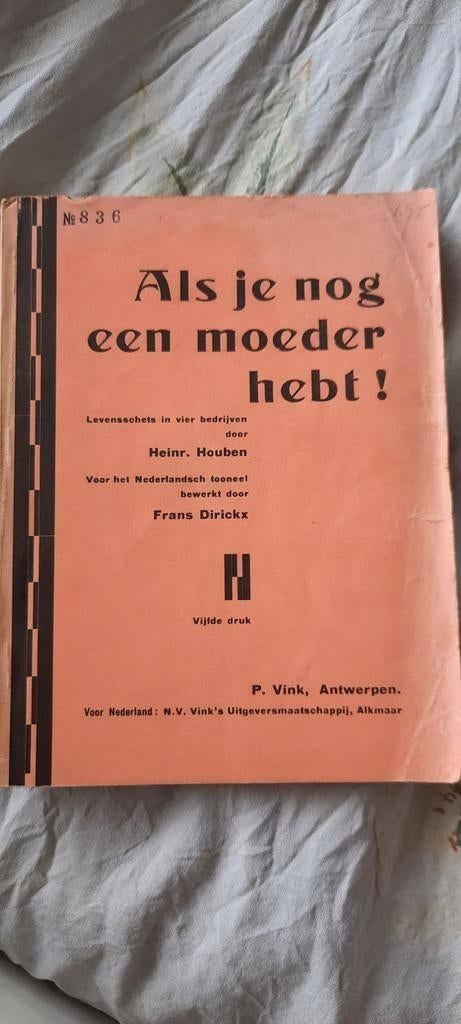 № 836
Als je nog
een moeder
hebt!
Levensschets in vier bedrijven
door
Heinr. Houben
Voor het Nederlandsch tooneel
bewerkt door
Frans Dirickx
Vijfde druk
P. Vink, Antwerpen.
Voor Nederland: N.V. Vink's Uitgeversmaatschappij, Alkmaar